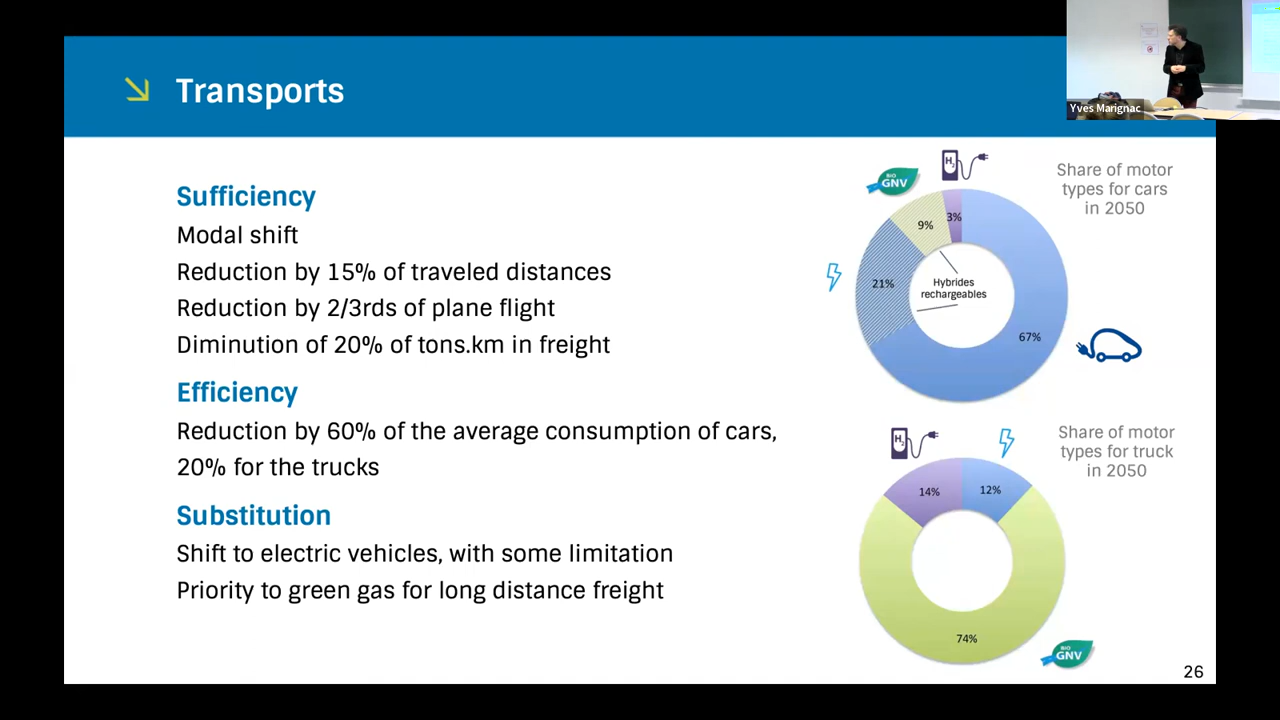 Transports
Yves Marignac
Sufficiency
Modal shift
Reduction by 15% of traveled distances
Reduction by 2/3rds of plane flight
Diminution of 20% of tons.km in freight
Efficiency
Reduction by 60% of the average consumption of cars,
20% for the trucks
Substitution
Shift to electric vehicles, with some limitation
Priority to green gas for long distance freight
Share of motor
types for cars
in 2050
H2
BIO
GNV
3%
9%
21%
Hybrides
rechargeables
67%
Share of motor
types for truck
in 2050
H2
14%
12%
74%
BIO
GNV
26